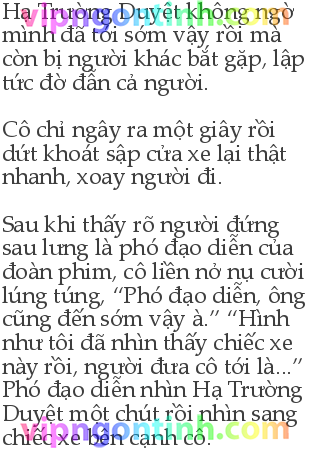 Hạ Trường Duyệt không ngờ
mình đã tới sớm vậy rồi mà
còn bị người khác bắt gặp, lập
tức đờ đẫn cả người.
Cô chỉ ngây ra một giây rồi
dứt khoát sập cửa xe lại thật
nhanh, xoay người đi.
Sau khi thấy rõ người đứng
sau lưng là phó đạo diễn của
đoàn phim, cô liền nở nụ cười
lúng túng, “Phó đạo diễn, ông
cũng đến sớm vậy à.” “Hình
như tôi đã nhìn thấy chiếc xe
này rồi, người đưa cô tới là...”
Phó đạo diễn nhìn Hạ Trường
Duyệt một chút rồi nhìn sang
chiếc xe bên cạnh cô.
vipngontinh.com
vipngontinh.com